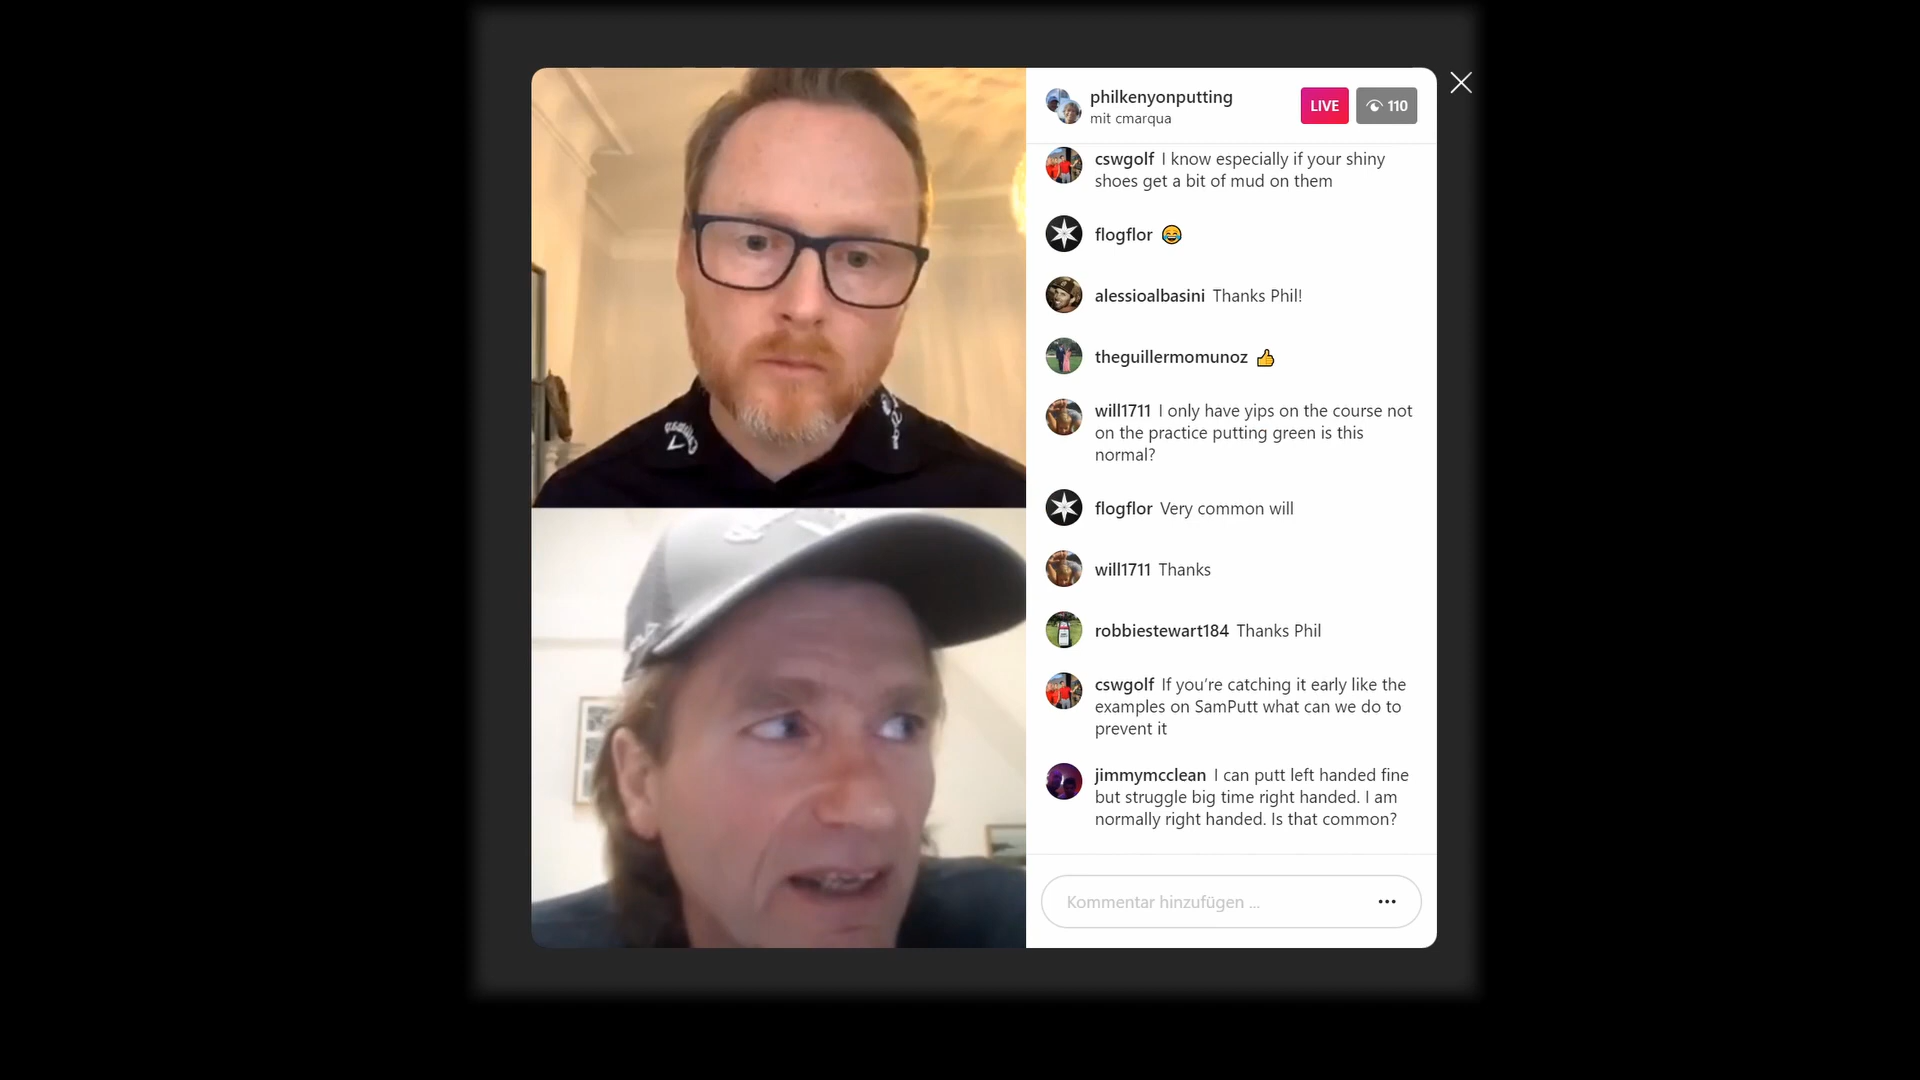 philkenyonputting
mit cmarqua
LIVE
110
cswgolf I know especially if your shiny
shoes get a bit of mud on them
flogflor 😂
alessioalbasini Thanks Phil!
theguillermomunoz 👍
will1711 I only have yips on the course not
on the practice putting green is this
normal?
flogflor Very common will
will1711 Thanks
robbiestewart184 Thanks Phil
cswgolf If you’re catching it early like the
examples on SamPutt what can we do to
prevent it
jimmymcclean I can putt left handed fine
but struggle big time right handed. I am
normally right handed. Is that common?
Kommentar hinzufügen ...
Callaway